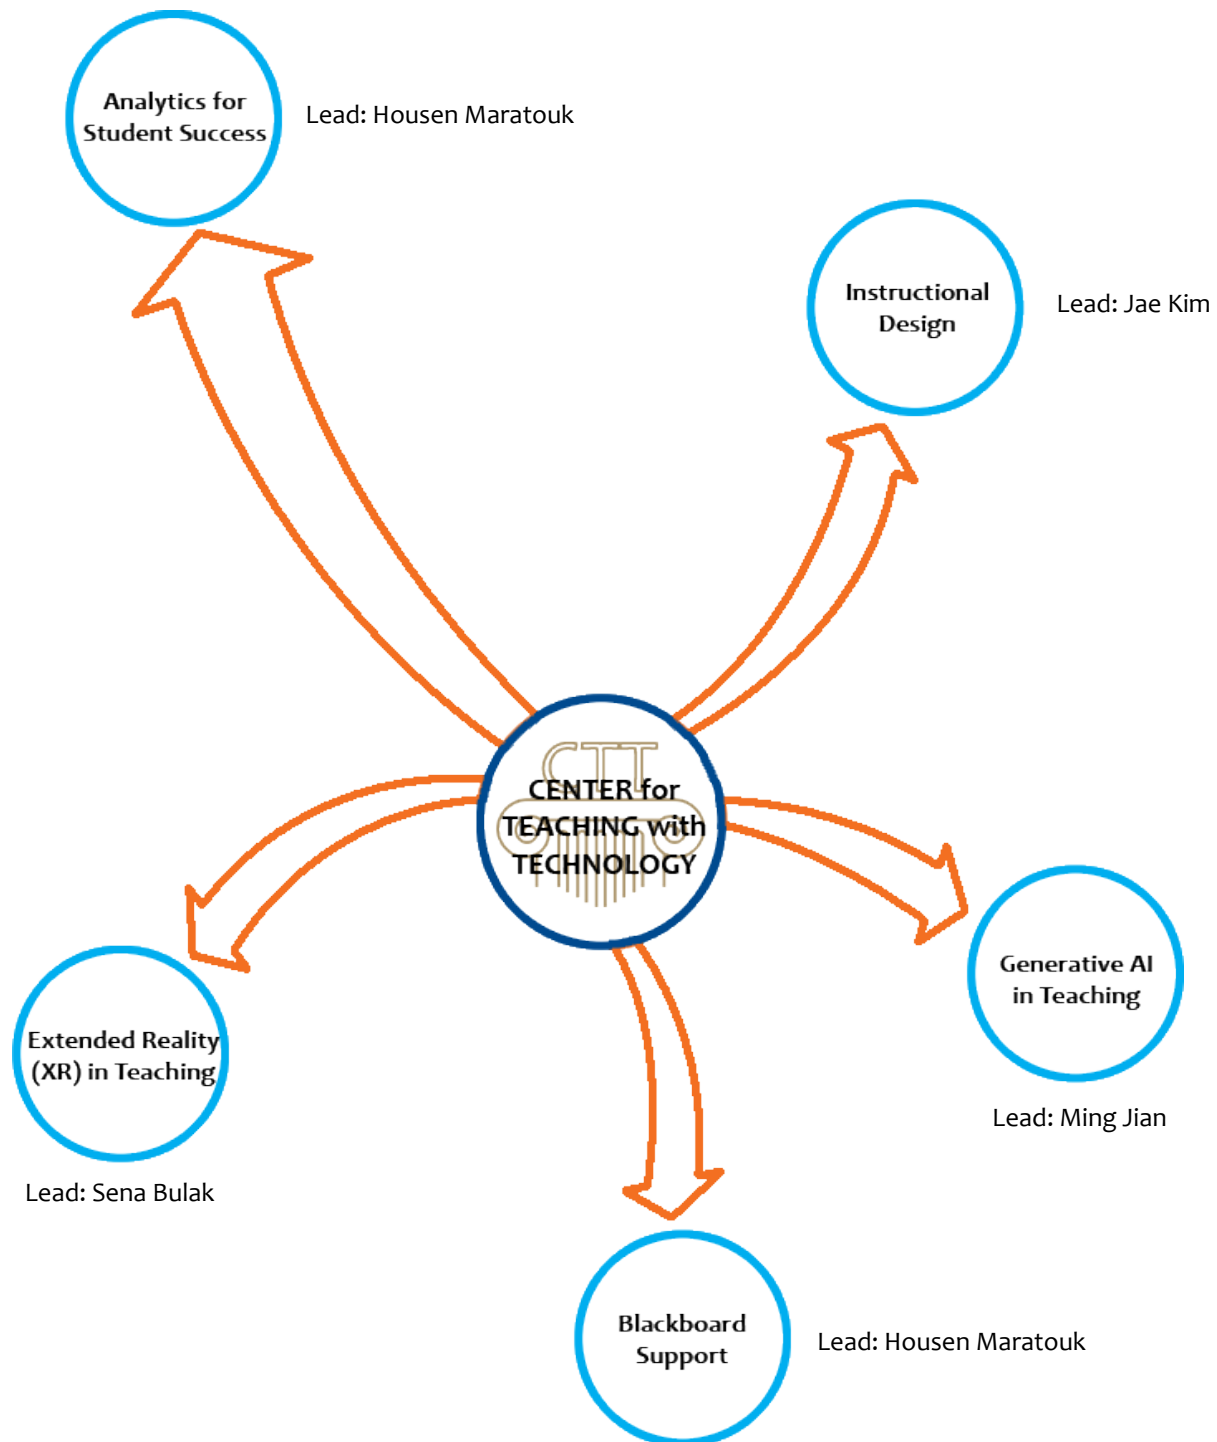 Analytics for
Student Success
Lead: Housen Maratouk
Instructional
Design
Lead: Jae Kim
CTT
CENTER for
TEACHING with
TECHNOLOGY
Generative AI
in Teaching
Lead: Ming Jian
Extended Reality
(XR) in Teaching
Lead: Sena Bulak
Blackboard
Support
Lead: Housen Maratouk